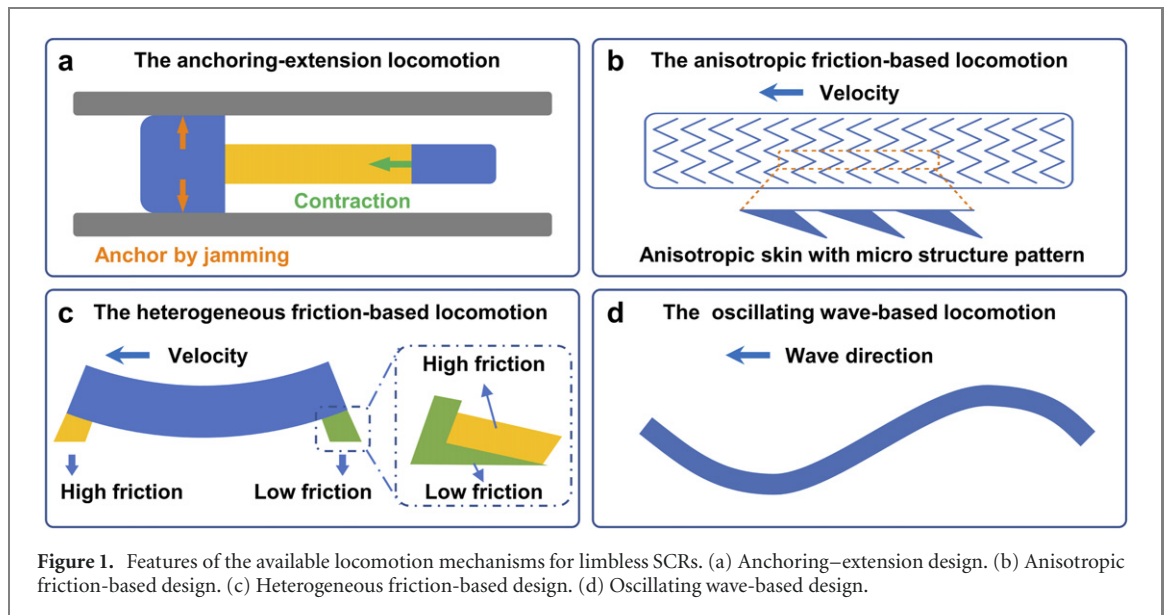 a The anchoring-extension locomotion
Contraction
Anchor by jamming
b The anisotropic friction-based locomotion
Velocity
Anisotropic skin with micro structure pattern
c The heterogeneous friction-based locomotion
Velocity
High friction
High friction
Low friction
Low friction
d The oscillating wave-based locomotion
Wave direction
Figure 1. Features of the available locomotion mechanisms for limbless SCRs. (a) Anchoring–extension design. (b) Anisotropic
friction-based design. (c) Heterogeneous friction-based design. (d) Oscillating wave-based design.